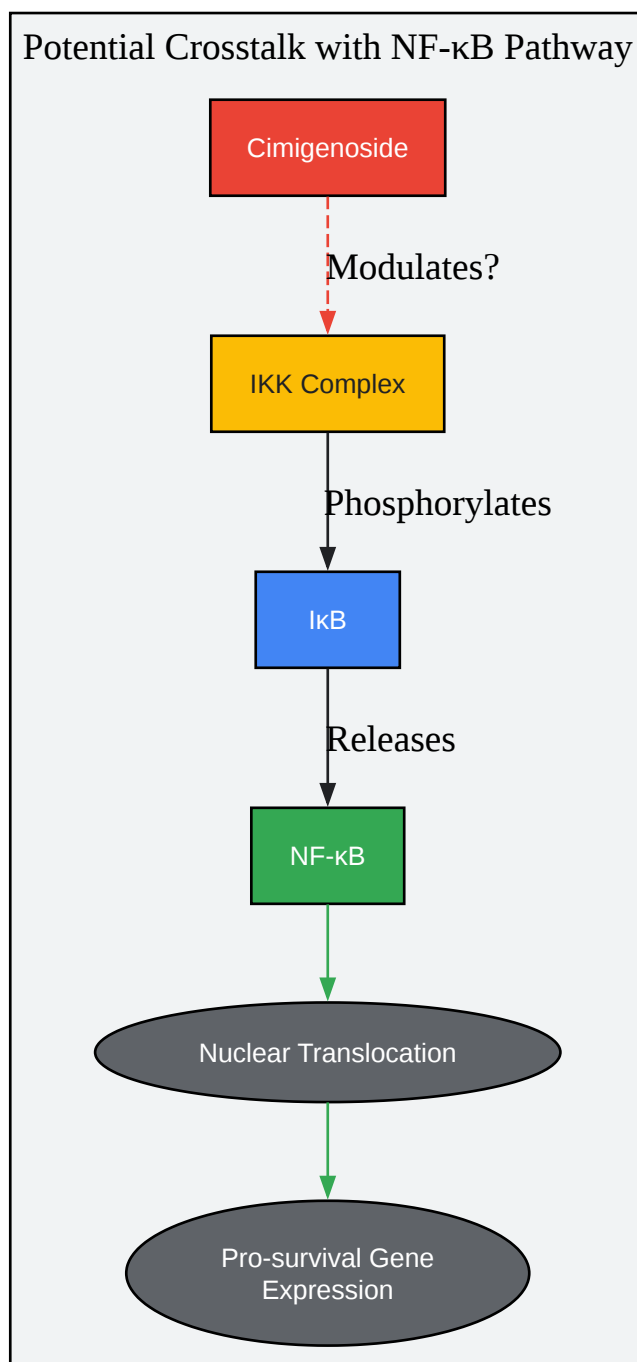 Potential Crosstalk with NF-κB Pathway
Cimigenoside
Modulates?
IKK Complex
Phosphorylates
IκB
Releases
NF-κB
Nuclear Translocation
Pro-survival Gene
Expression